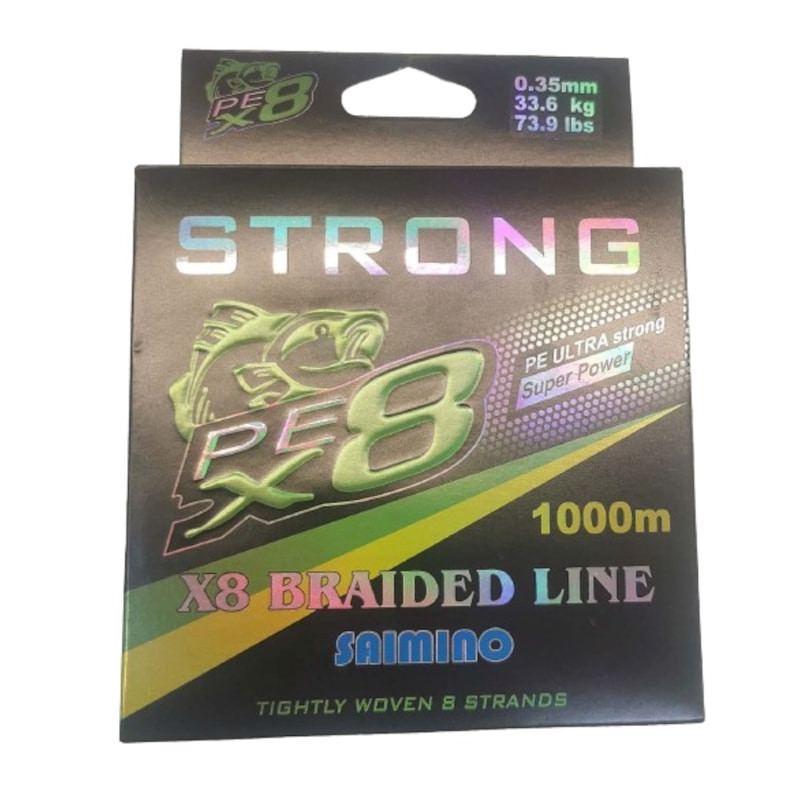 PE X8
0.35mm
33.6 kg
73.9 lbs
STRONG
PE ULTRA strong
Super Power
PE
X8
1000m
X8 BRAIDED LINE
SAIMINO
TIGHTLY WOVEN 8 STRANDS